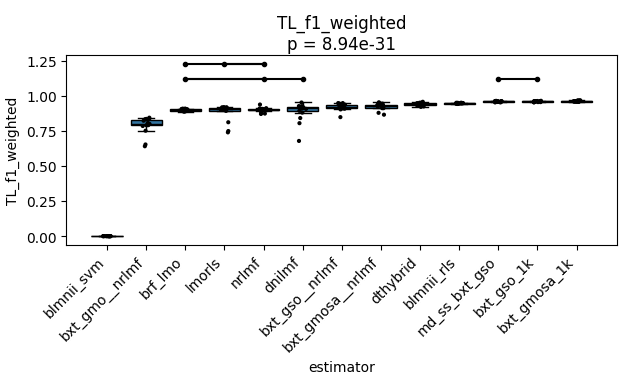 TL_f1_weighted
p = 8.94e-31
TL_f1_weighted
1.25
1.00
0.75
0.50
0.25
0.00
blmnii_svm
bxt_gmo__nrlmf
brf_lmo
lmorls
nrlmf
dnilmf
bxt_gso__nrlmf
bxt_gmosa__nrlmf
dthybrid
blmnii_rls
md_ss_bxt_gso
bxt_gso_1k
bxt_gmosa_1k
estimator